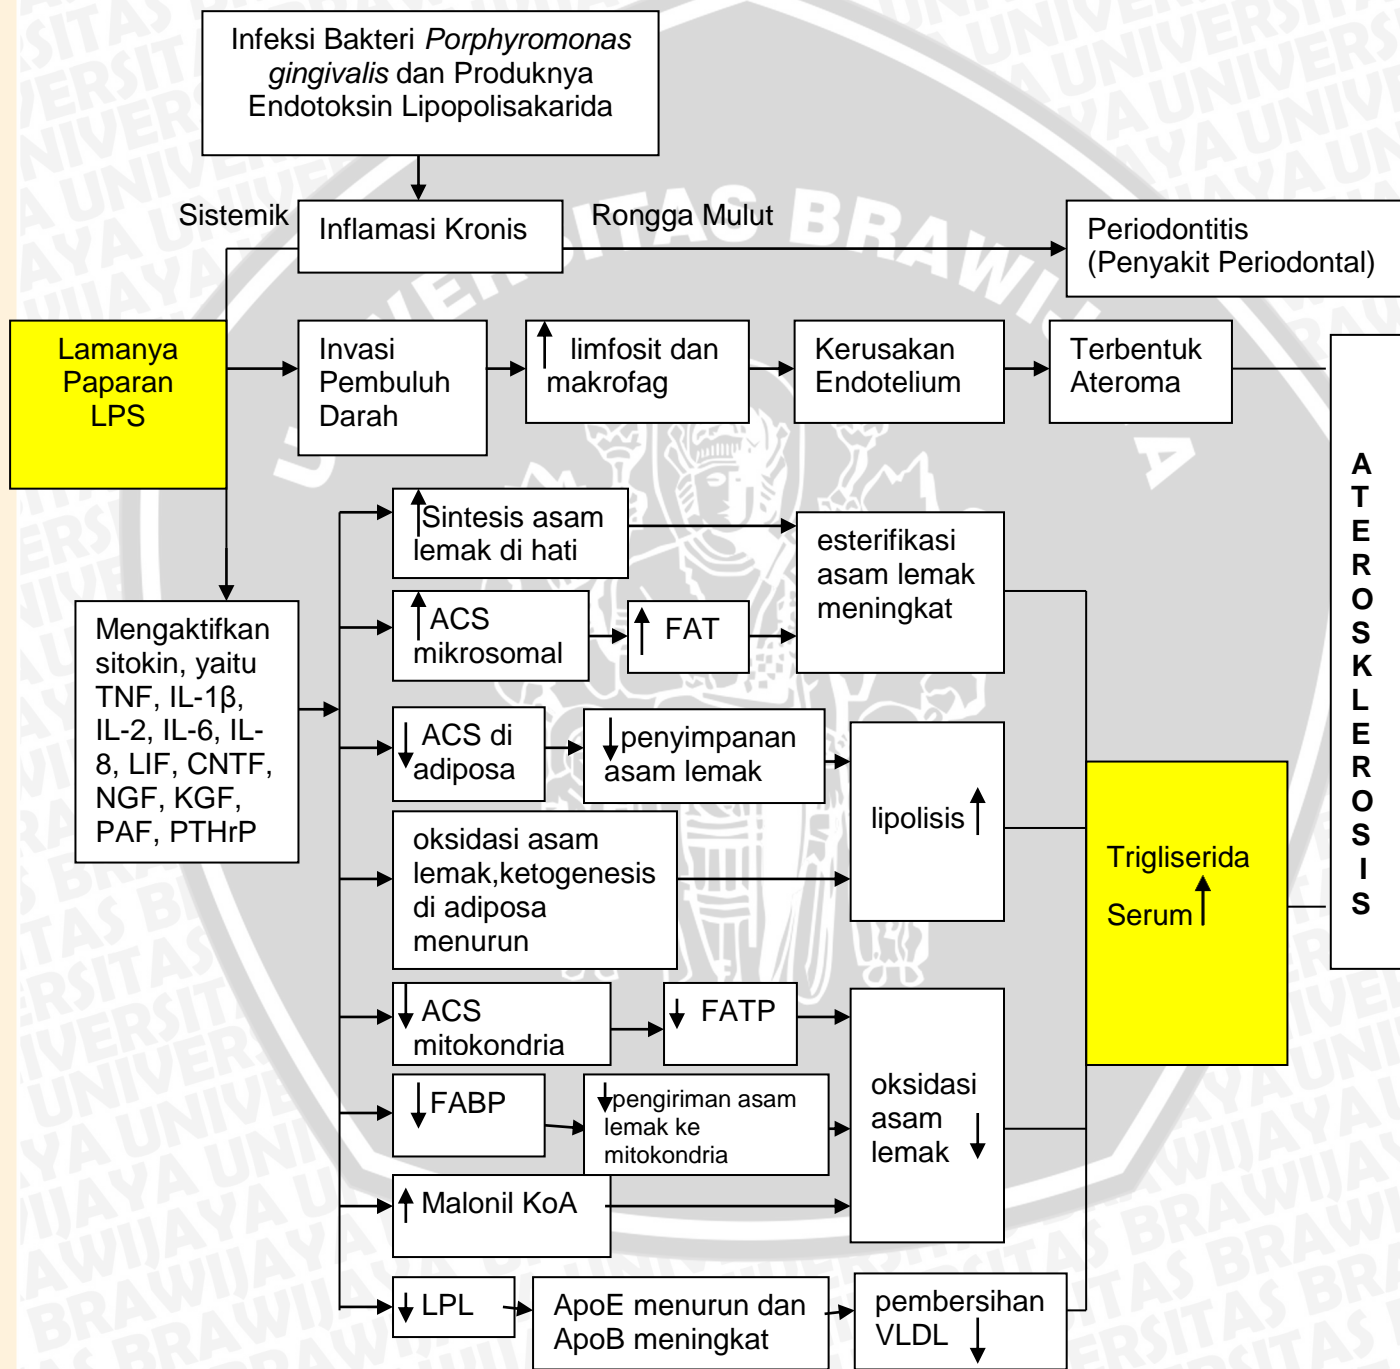 Infeksi Bakteri Porphyromonas
gingivalis dan Produknya
Endotoksin Lipopolisakarida
Sistemik
Inflamasi Kronis
Rongga Mulut
Periodontitis
(Penyakit Periodontal)
Lamanya
Paparan
LPS
Invasi
Pembuluh
Darah
↑ limfosit dan
makrofag
Kerusakan
Endotelium
Terbentuk
Ateroma
A
T
E
R
O
S
K
L
E
R
O
S
I
S
Mengaktifkan
sitokin, yaitu
TNF, IL-1β,
IL-2, IL-6, IL-
8, LIF, CNTF,
NGF, KGF,
PAF, PTHrP
↑Sintesis asam
lemak di hati
esterifikasi
asam lemak
meningkat
↑ACS
mikrosomal
↑ FAT
↓ ACS di
adiposa
↓penyimpanan
asam lemak
lipolisis ↑
oksidasi asam
lemak,ketogenesis
di adiposa
menurun
Trigliserida
Serum↑
↓ACS
mitokondria
↓ FATP
oksidasi
asam
lemak ↓
↓FABP
↓pengiriman asam
lemak ke
mitokondria
↑ Malonil KoA
↓ LPL
ApoE menurun dan
ApoB meningkat
pembersihan
VLDL ↓
UNIVERSITAS BRAWIJAYA